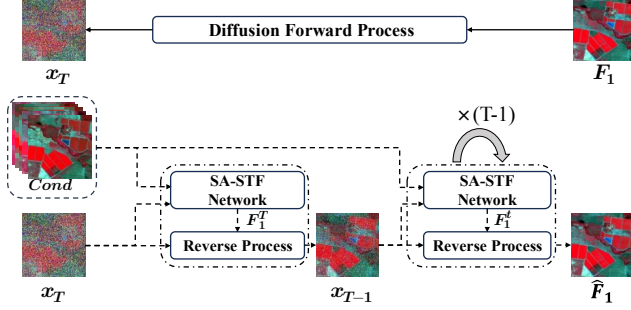 Diffusion Forward Process
x_T
F_1
×(T-1)
Cond
SA-STF
Network
SA-STF
Network
F_1^T
F_1^t
Reverse Process
Reverse Process
x_T
x_{T-1}
F̂_1